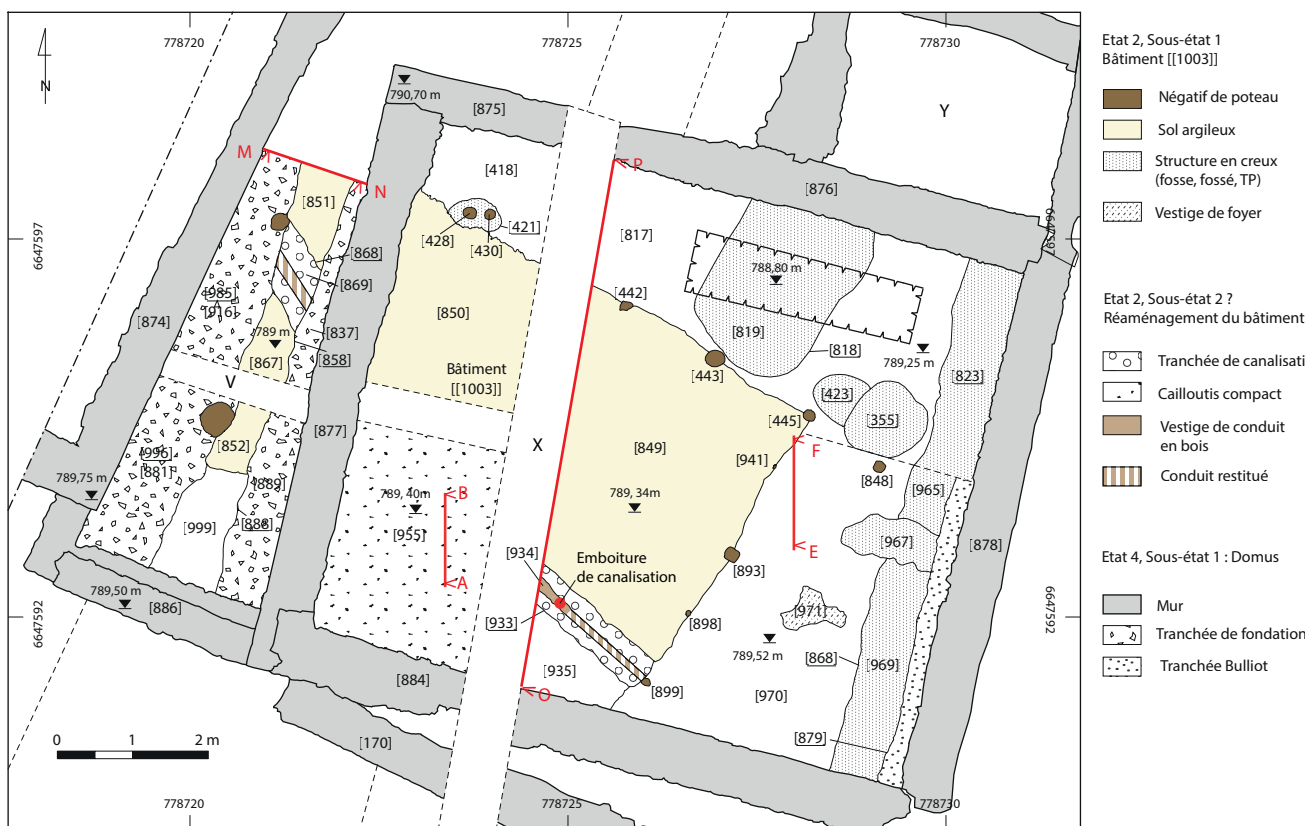 778720
778725
778730
790,70 m
[875]
N
Y
M
N
[418]
P
[876]
[851]
[428]
[430]
[421]
[817]
6647597
6647597
[868]
[869]
788,80 m
[442]
[985]
[916]
[850]
[819]
[818]
[874]
789 m
[837]
[858]
789,25 m
[867]
[443]
[823]
Bâtiment
[[1003]]
V
[423]
[355]
[877]
[445]
X
[849]
[852]
F
[941]
[848]
[996]
[881]
[889]
789,75 m
789, 40m
B
789, 34m
[965]
[955]
[999]
[888]
[967]
[878]
E
[934]
Emboiture
de canalisation
[893]
A
789,50 m
[886]
[971]
6647592
6647592
[933]
[898]
789,52 m
[868]
[969]
[884]
[935]
[899]
[970]
O
0 1 2 m
[170]
[879]
778720
778725
778730
Etat 2, Sous-état 1
Bâtiment [[1003]]
Négatif de poteau
Sol argileux
Structure en creux
(fosse, fossé, TP)
Vestige de foyer
Etat 2, Sous-état 2 ?
Réaménagement du bâtiment
Tranchée de canalisati
Cailloutis compact
Vestige de conduit
en bois
Conduit restitué
Etat 4, Sous-état 1 : Domus
Mur
Tranchée de fondation
Tranchée Bulliot